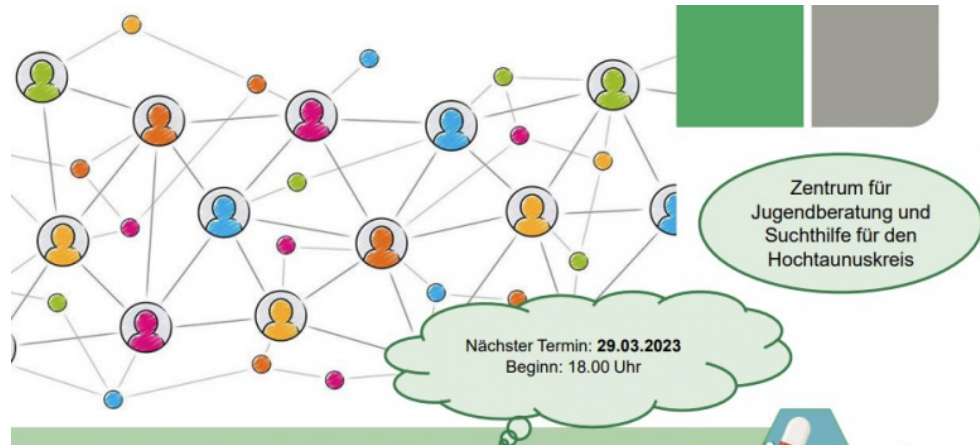 Zentrum für
Jugendberatung und
Suchthilfe für den
Hochtaunuskreis
Nächster Termin: 29.03.2023
Beginn: 18.00 Uhr